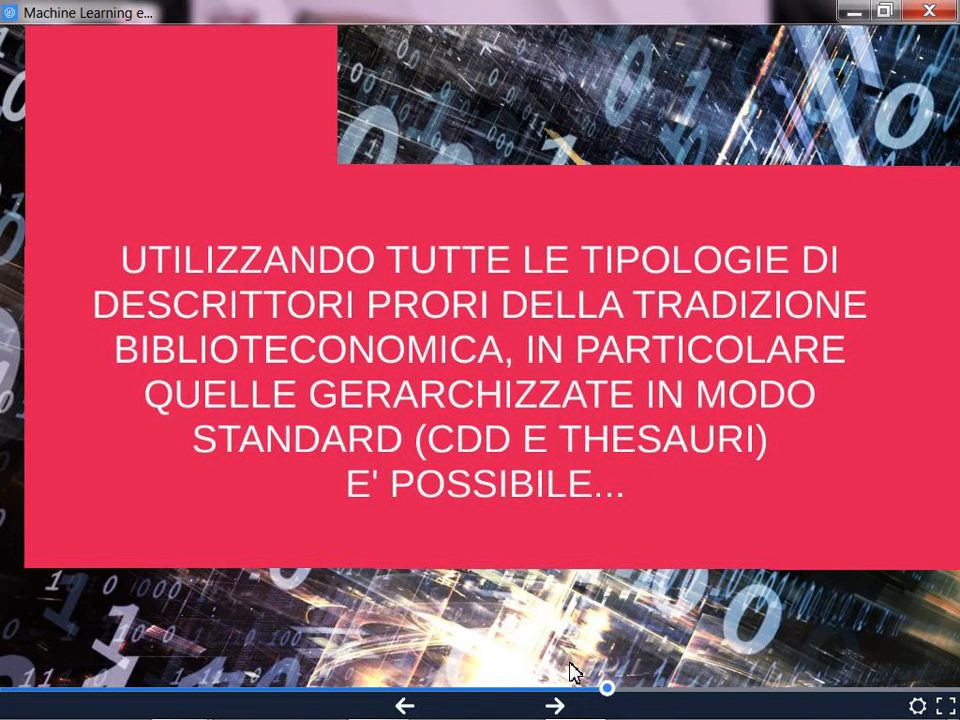 Machine Learning e...
UTILIZZANDO TUTTE LE TIPOLOGIE DI
DESCRITTORI PRORI DELLA TRADIZIONE
BIBLIOTECONOMICA, IN PARTICOLARE
QUELLE GERARCHIZZATE IN MODO
STANDARD (CDD E THESAURI)
E' POSSIBILE...